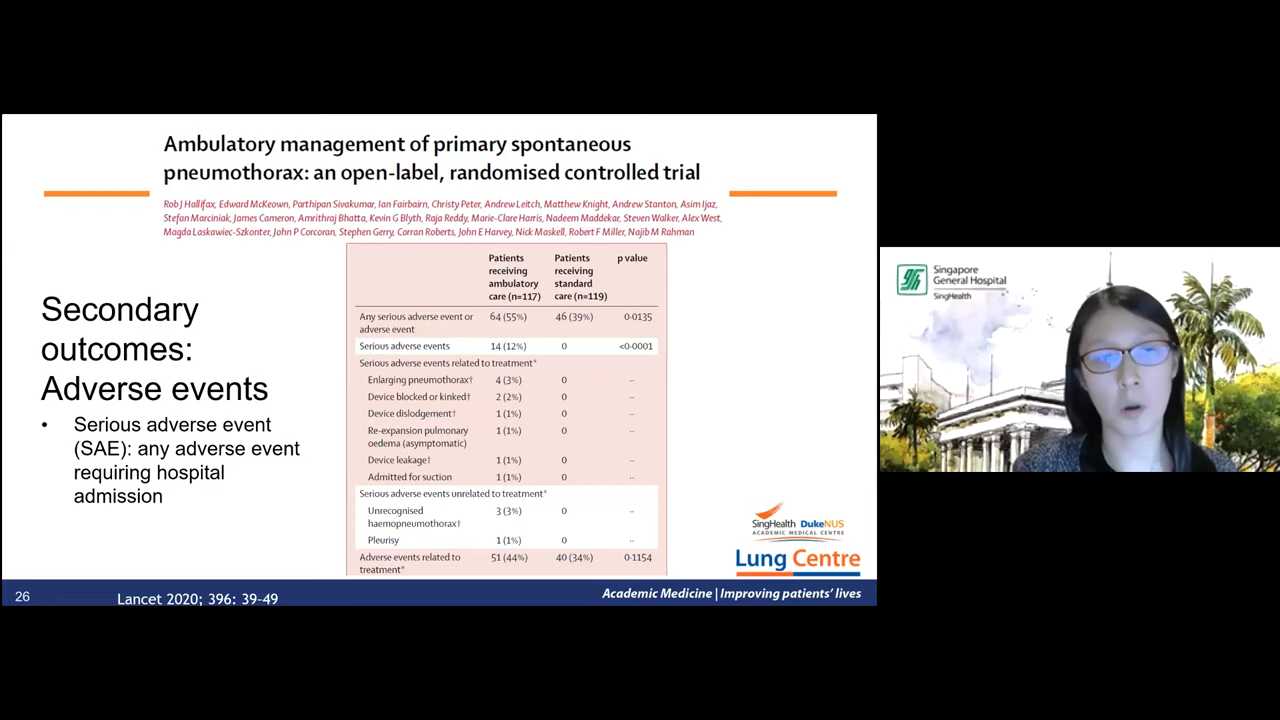 Ambulatory management of primary spontaneous
pneumothorax: an open-label, randomised controlled trial
Rob J Hallifax, Edward McKeown, Parthipan Sivakumar, Ian Fairbairn, Christy Peter, Andrew Leitch, Matthew Knight, Andrew Stanton, Asim Ijaz,
Stefan Marciniak, James Cameron, Amrithraj Bhatta, Kevin G Blyth, Raja Reddy, Marie-Clare Harris, Nadeem Maddekar, Steven Walker, Alex West,
Magda Laskawiec-Szkonter, John P Corcoran, Stephen Gerry, Corran Roberts, John E Harvey, Nick Maskell, Robert F Miller, Najib M Rahman
Secondary
outcomes:
Adverse events
• Serious adverse event
(SAE): any adverse event
requiring hospital
admission
Patients receiving ambulatory care (n=117) Patients receiving standard care (n=119) p value
Any serious adverse event or adverse event 64 (55%) 46 (39%) 0·0135
Serious adverse events 14 (12%) 0 <0·0001
Serious adverse events related to treatment*
Enlarging pneumothorax† 4 (3%) 0 ··
Device blocked or kinked† 2 (2%) 0 ··
Device dislodgement† 1 (1%) 0 ··
Re-expansion pulmonary oedema (asymptomatic) 1 (1%) 0 ··
Device leakage† 1 (1%) 0 ··
Admitted for suction 1 (1%) 0 ··
Serious adverse events unrelated to treatment*
Unrecognised haemopneumothorax† 3 (3%) 0 ··
Pleurisy 1 (1%) 0 ··
Adverse events related to treatment* 51 (44%) 40 (34%) 0·1154
SingHealth DukeNUS
ACADEMIC MEDICAL CENTRE
Lung Centre
26
Lancet 2020; 396: 39-49
Academic Medicine | Improving patients' lives
Singapore
General Hospital
SingHealth